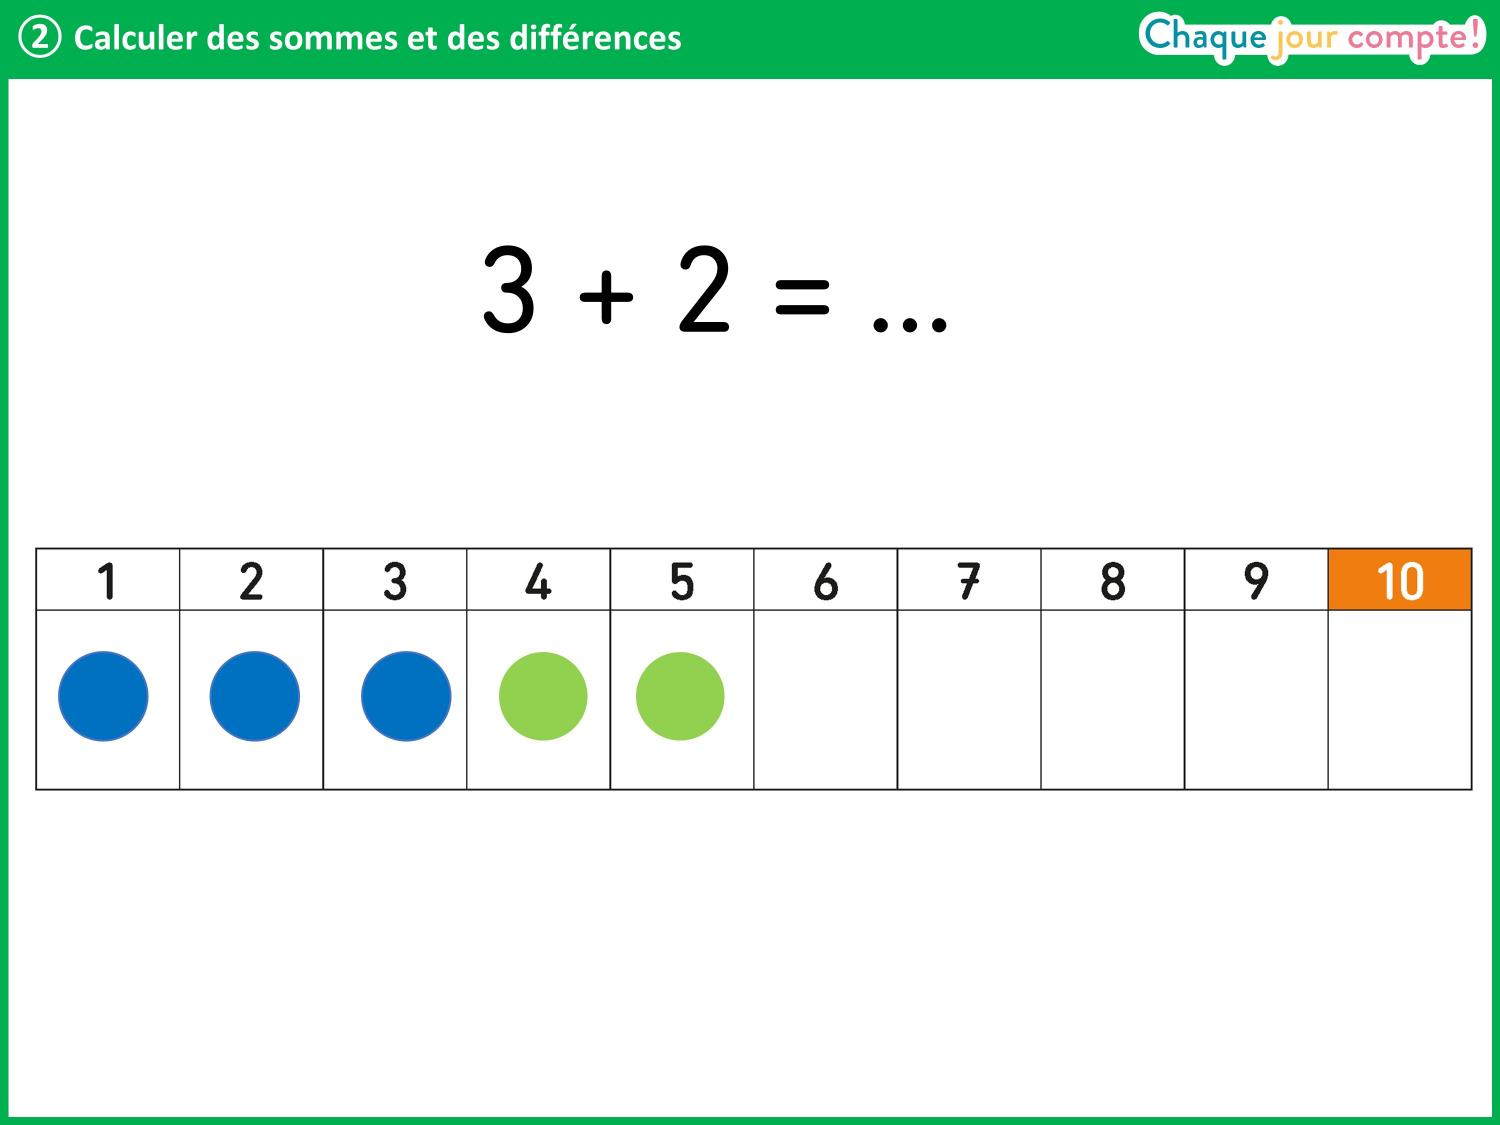 ② Calculer des sommes et des différences
Chaque jour compte!
3 + 2 = ...
1 2 3 4 5 6 7 8 9 10